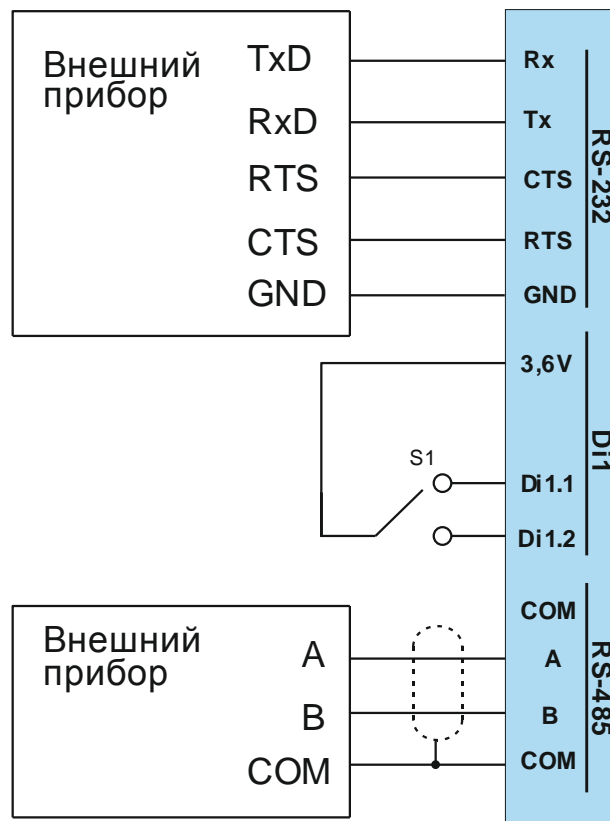 Внешний
прибор
TxD
RxD
RTS
CTS
GND
Rx
Tx
CTS
RTS
GND
RS-232
3,6V
S1
Di1.1
Di1.2
Di1
Внешний
прибор
A
B
COM
COM
A
B
COM
RS-485